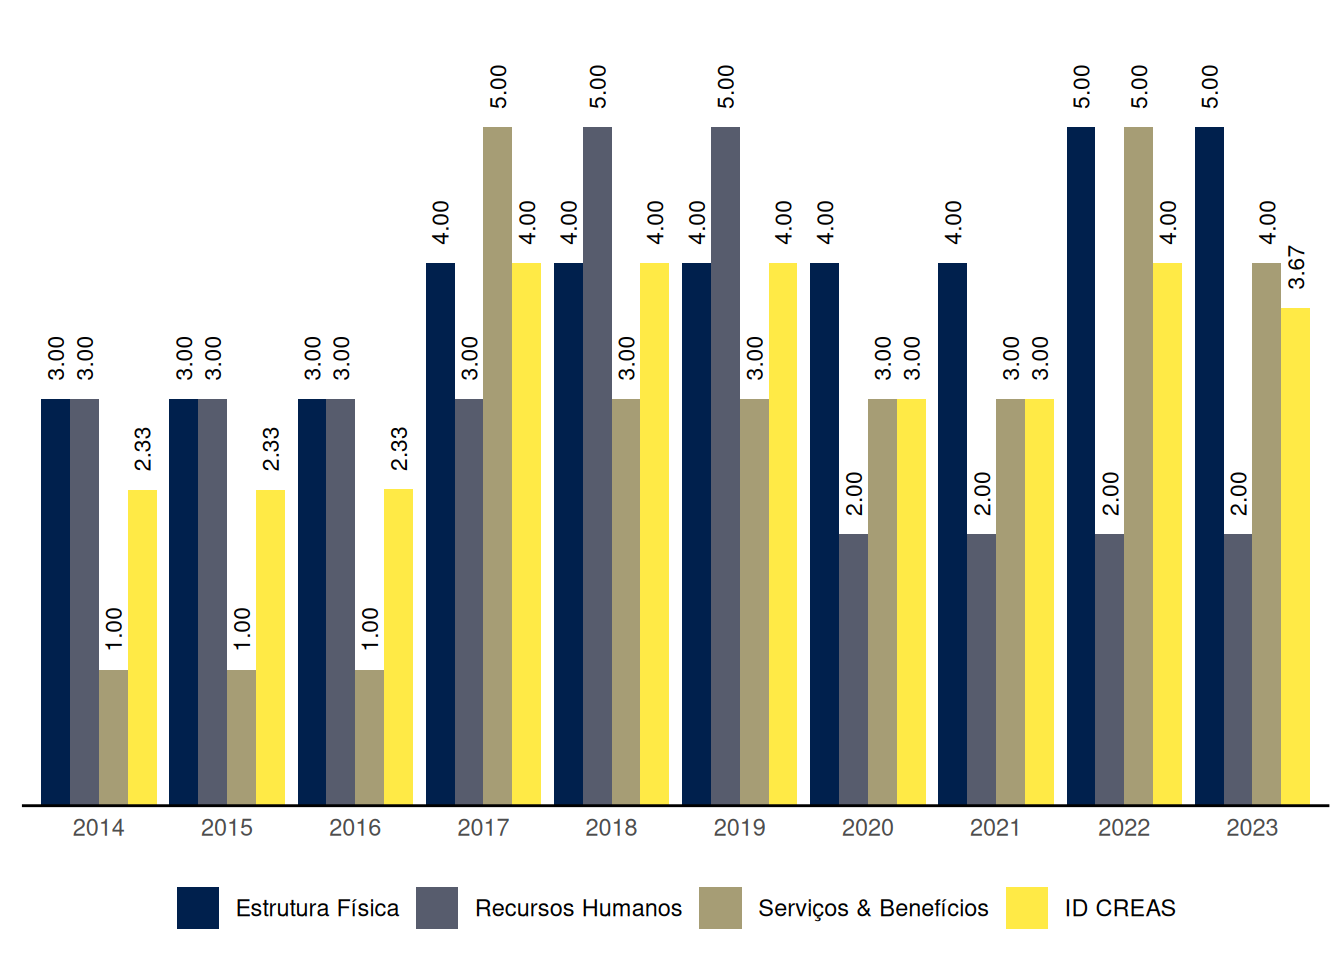 5.00 5.00 5.00 5.00 5.00 5.00
4.00 4.00 4.00 4.00 4.00 4.00 4.00 4.00 4.00 4.00
3.67
3.00 3.00 3.00 3.00 3.00 3.00 3.00 3.00 3.00 3.00 3.00 3.00 3.00
2.33 2.33 2.33
2.00 2.00 2.00 2.00
1.00 1.00 1.00
2014 2015 2016 2017 2018 2019 2020 2021 2022 2023
Estrutura Física Recursos Humanos Serviços & Benefícios ID CREAS